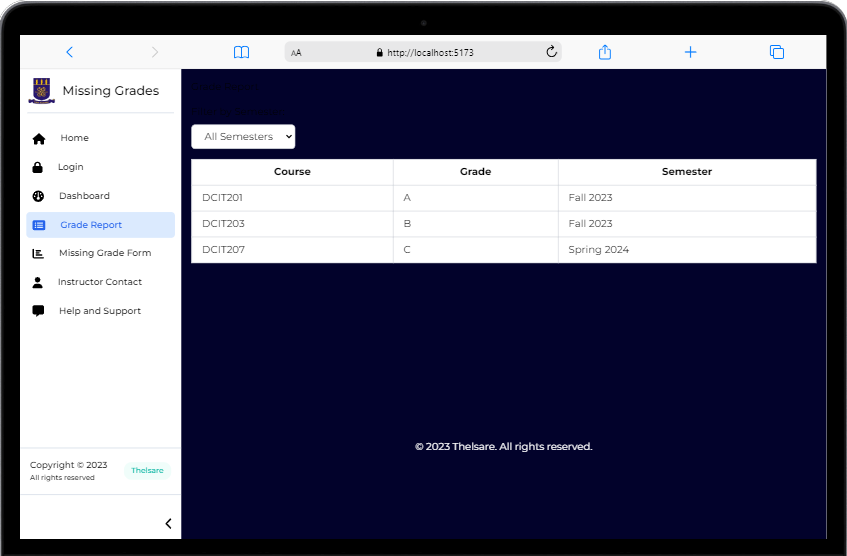 AA http://localhost:5173
Missing Grades
Home
Login
Dashboard
Grade Report
Missing Grade Form
Instructor Contact
Help and Support
Copyright © 2023
All rights reserved
Thelsare
All Semesters
Course Grade Semester
DCIT201 A Fall 2023
DCIT203 B Fall 2023
DCIT207 C Spring 2024
© 2023 Thelsare. All rights reserved.